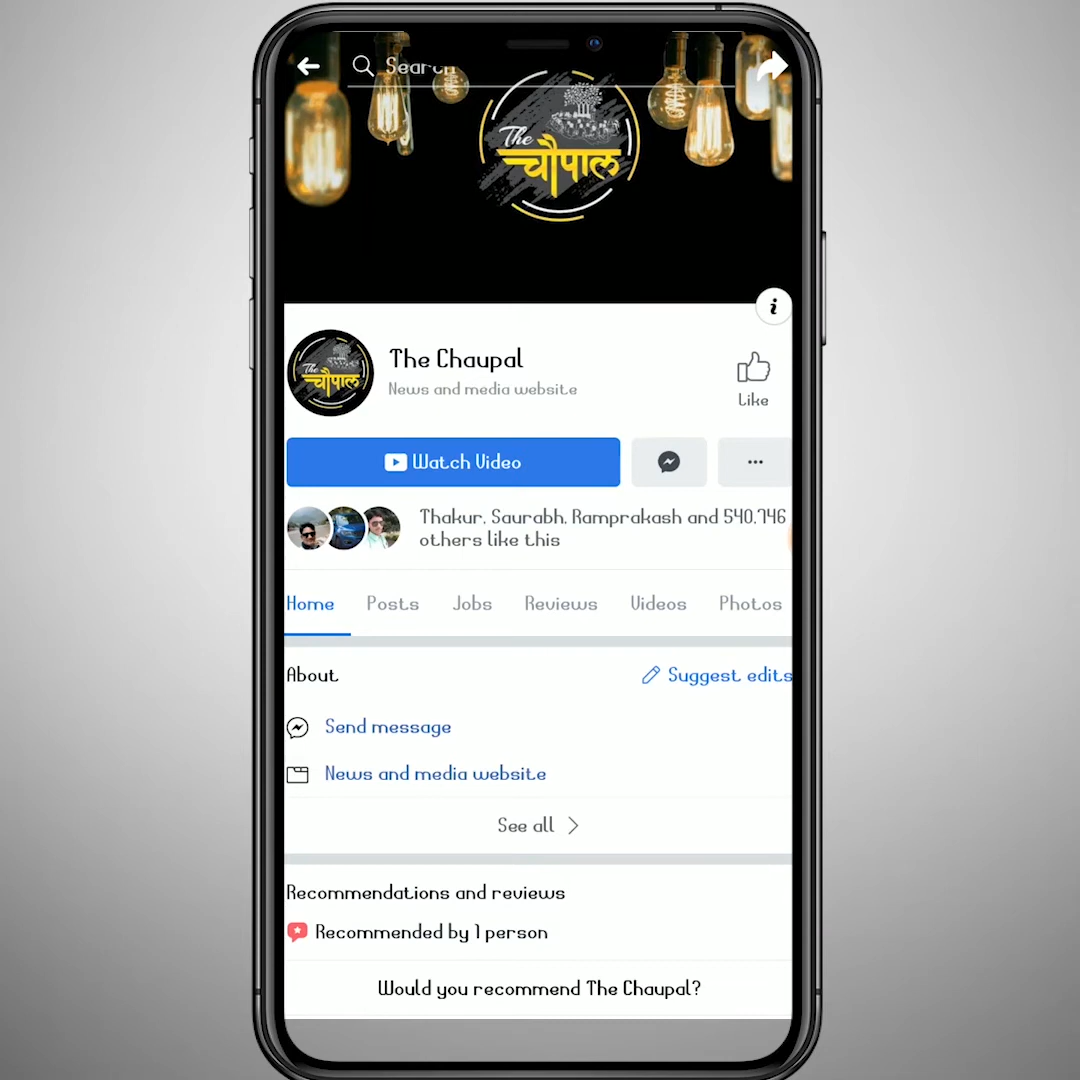 Search
The
चौपाल
The
चौपाल
The Chaupal
News and media website
Like
Watch Video
Thakur, Saurabh, Ramprakash and 540,746
others like this
Home Posts Jobs Reviews Videos Photos
About
Suggest edits
Send message
News and media website
See all
Recommendations and reviews
Recommended by 1 person
Would you recommend The Chaupal?